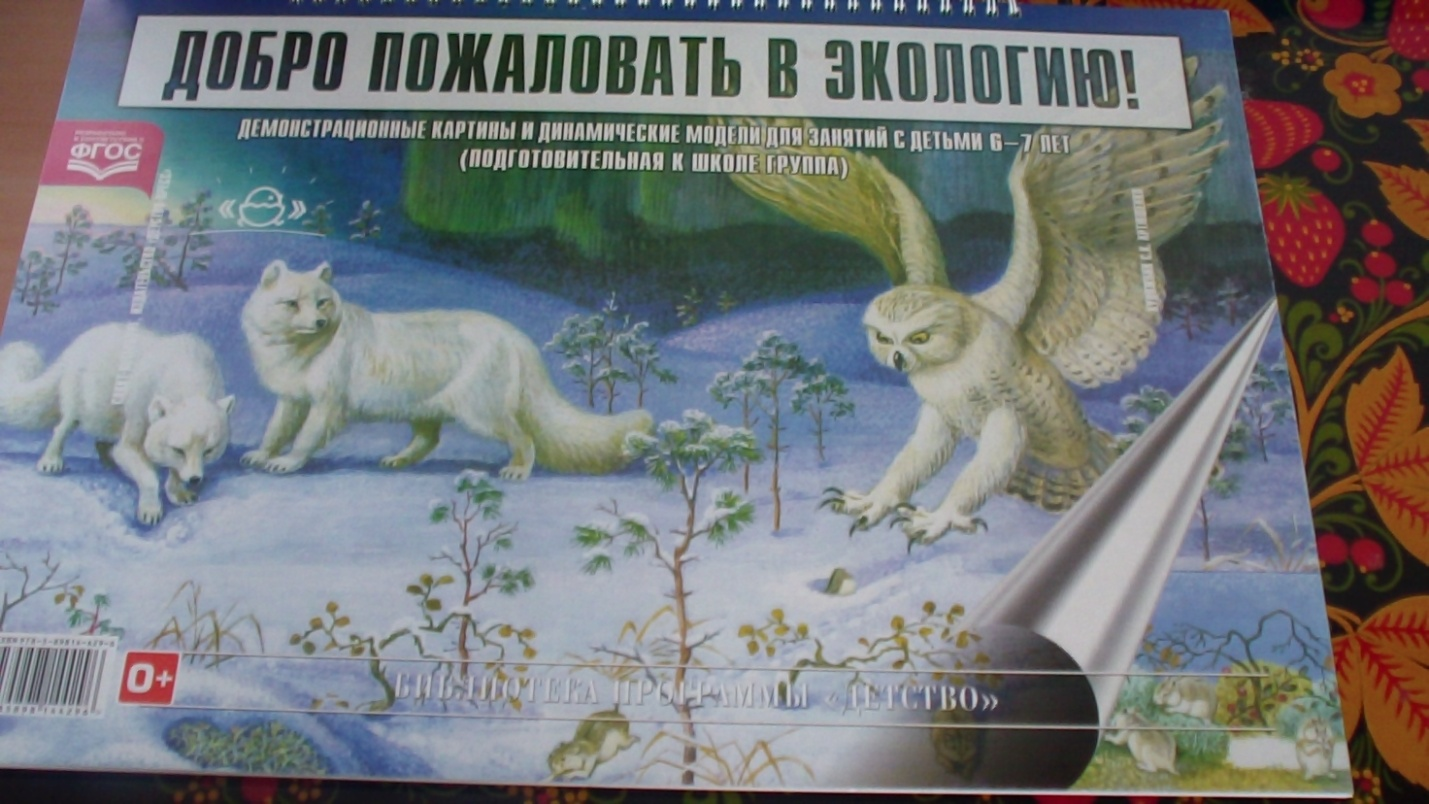 ДОБРО ПОЖАЛОВАТЬ В ЭКОЛОГИЮ!
ДЕМОНСТРАЦИОННЫЕ КАРТИНЫ И ДИНАМИЧЕСКИЕ МОДЕЛИ ДЛЯ ЗАНЯТИЙ С ДЕТЬМИ 6–7 ЛЕТ
(ПОДГОТОВИТЕЛЬНАЯ К ШКОЛЕ ГРУППА)
ФГОС
0+
БИБЛИОТЕКА ПРОГРАММЫ «ДЕТСТВО»